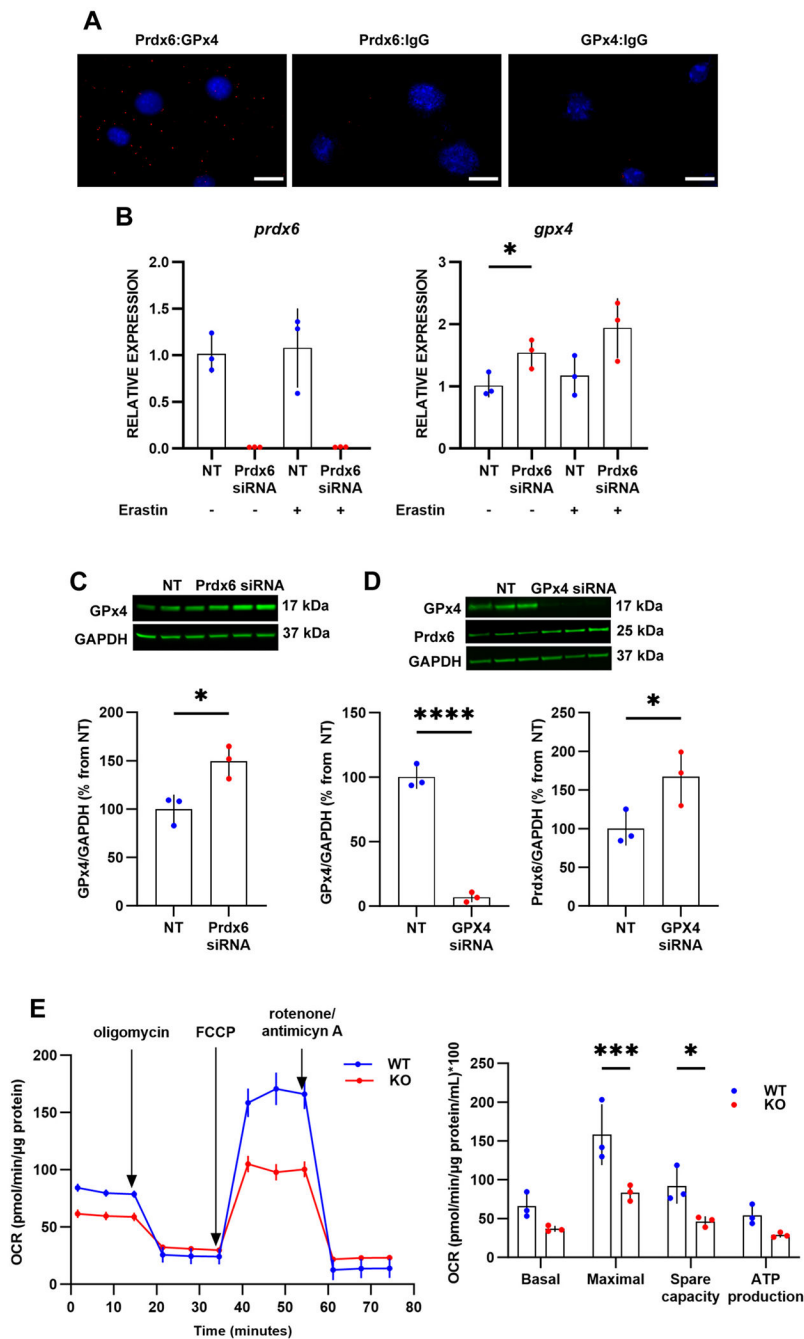 A
Prdx6:GPx4
Prdx6:IgG
GPx4:IgG
B
prdx6
gpx4
RELATIVE EXPRESSION
2.0
1.5
1.0
0.5
0.0
NT Prdx6 NT Prdx6
siRNA siRNA
Erastin - - + +
RELATIVE EXPRESSION
3
2
1
0
*
NT Prdx6 NT Prdx6
siRNA siRNA
Erastin - - + +
C
NT Prdx6 siRNA
GPx4 17 kDa
GAPDH 37 kDa
GPx4/GAPDH (% from NT)
200
150
100
50
0
*
NT Prdx6
siRNA
D
NT GPx4 siRNA
GPx4 17 kDa
Prdx6 25 kDa
GAPDH 37 kDa
GPx4/GAPDH (% from NT)
150
100
50
0
****
NT GPX4
siRNA
Prdx6/GAPDH (% from NT)
250
200
150
100
50
0
*
NT GPX4
siRNA
E
oligomycin FCCP rotenone/
antimicyn A
OCR (pmol/min/µg protein)
200
150
100
50
0
WT
KO
0 10 20 30 40 50 60 70 80
Time (minutes)
OCR (pmol/min/µg protein/mL)*100
250
200
150
100
50
0
*** *
WT
KO
Basal Maximal Spare ATP
capacity production